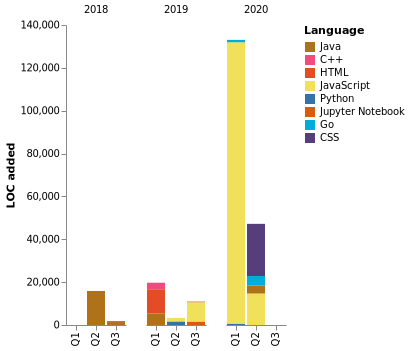 2018 2019 2020
Language
Java
C++
HTML
JavaScript
Python
Jupyter Notebook
Go
CSS
LOC added
140,000
120,000
100,000
80,000
60,000
40,000
20,000
0
Q1 Q2 Q3 Q1 Q2 Q3 Q1 Q2 Q3